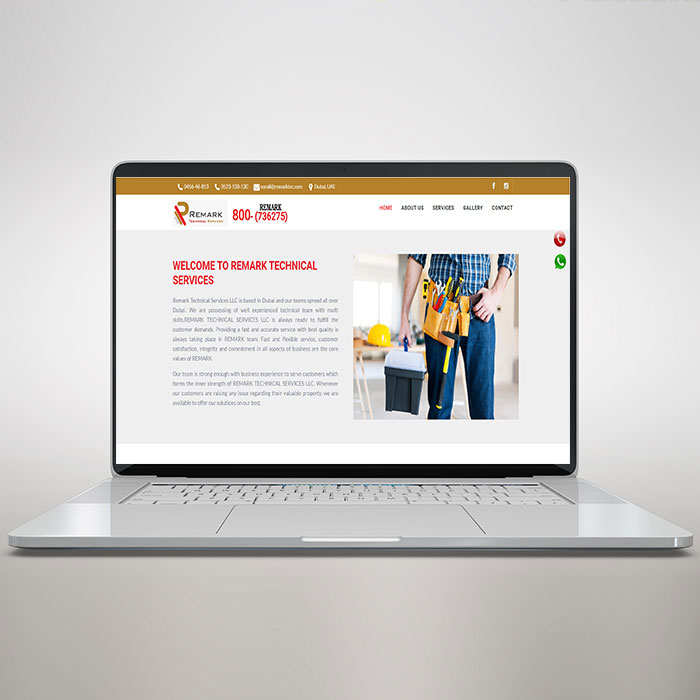 0456-46-853 0523-338-530 sonali@remarktec.com Dubai, UAE
REMARK
TECHNICAL SERVICES
REMARK
800-(736275)
HOME ABOUT US SERVICES GALLERY CONTACT
WELCOME TO REMARK TECHNICAL
SERVICES
Remark Technical Services LLC is based in Dubai and our teams spread all over
Dubai. We are possessing of well experienced technical team with multi
skills.REMARK TECHNICAL SERVICES LLC is always ready to fulfill the
customer demands. Providing a fast and accurate service with best quality is
always taking place in REMARK team. Fast and flexible service, customer
satisfaction, integrity and commitment in all aspects of business are the core
values of REMARK.
Our team is strong enough with business experience to serve customers which
forms the inner strength of REMARK TECHNICAL SERVICES LLC. Whenever
our customers are raising any issue regarding their valuable property, we are
available to offer our solutions on our best.